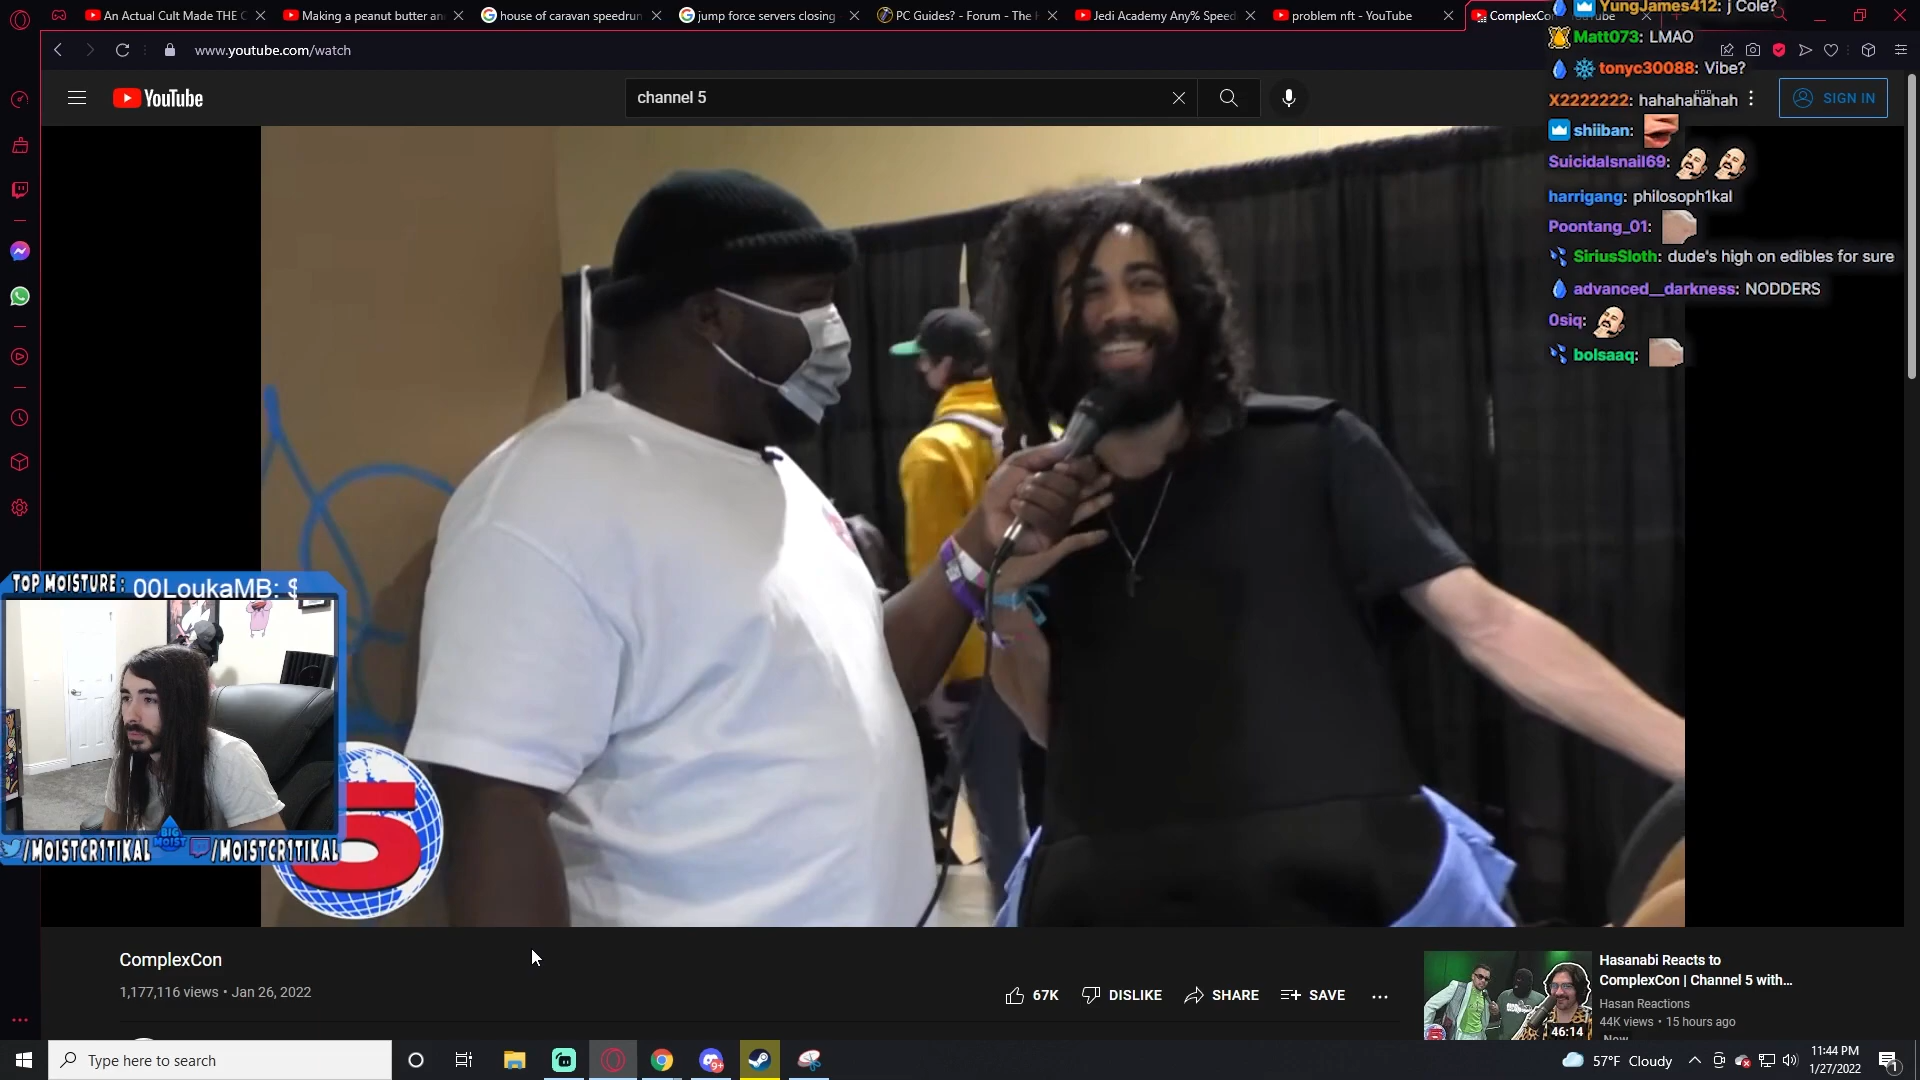 An Actual Cult Made THE C
Making a peanut butter an
house of caravan speedrun
jump force servers closing -
PC Guides? - Forum - The H
Jedi Academy Any% Speed
problem nft - YouTube
ComplexCo
www.youtube.com/watch
YungJames412: j Cole?
Matt073: LMAO
tonyc30088: Vibe?
X2222222: hahahahahah
shiiban:
Suicidalsnail69:
harrigang: philosoph1kal
Poontang_01:
SiriusSloth: dude's high on edibles for sure
advanced__darkness: NODDERS
0siq:
bolsaaq:
YouTube
channel 5
SIGN IN
TOP MOISTURE: 00LoukaMB: $
BIG MOIST
/MOISTCR1TIKAL
/MOISTCR1TIKAL
5
ComplexCon
1,177,116 views • Jan 26, 2022
67K
DISLIKE
SHARE
SAVE
Hasanabi Reacts to
ComplexCon | Channel 5 with...
Hasan Reactions
44K views • 15 hours ago
46:14
Type here to search
9+
57°F Cloudy
11:44 PM
1/27/2022
1